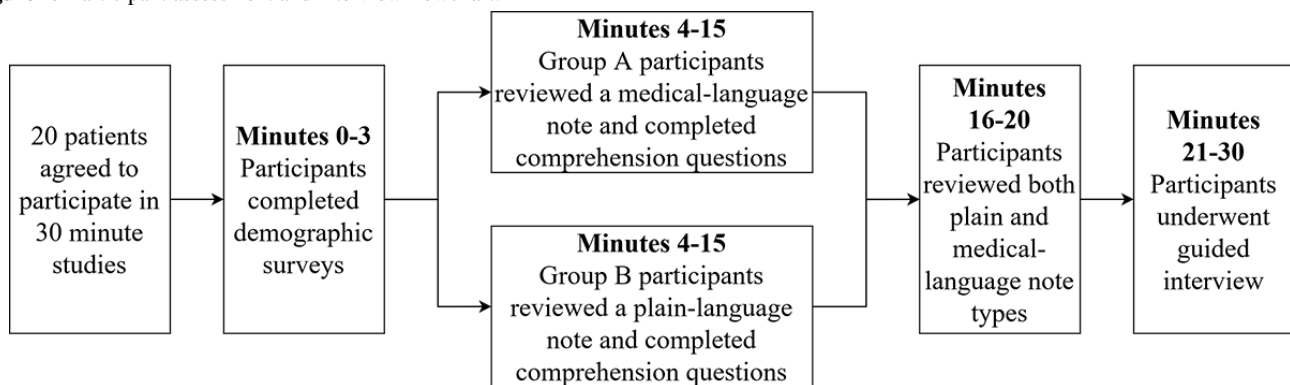 20 patients
agreed to
participate in
30 minute
studies
Minutes 0-3
Participants
completed
demographic
surveys
Minutes 4-15
Group A participants
reviewed a medical-language
note and completed
comprehension questions
Minutes 4-15
Group B participants
reviewed a plain-language
note and completed
comprehension questions
Minutes
16-20
Participants
reviewed both
plain and
medical-
language note
types
Minutes
21-30
Participants
underwent
guided
interview